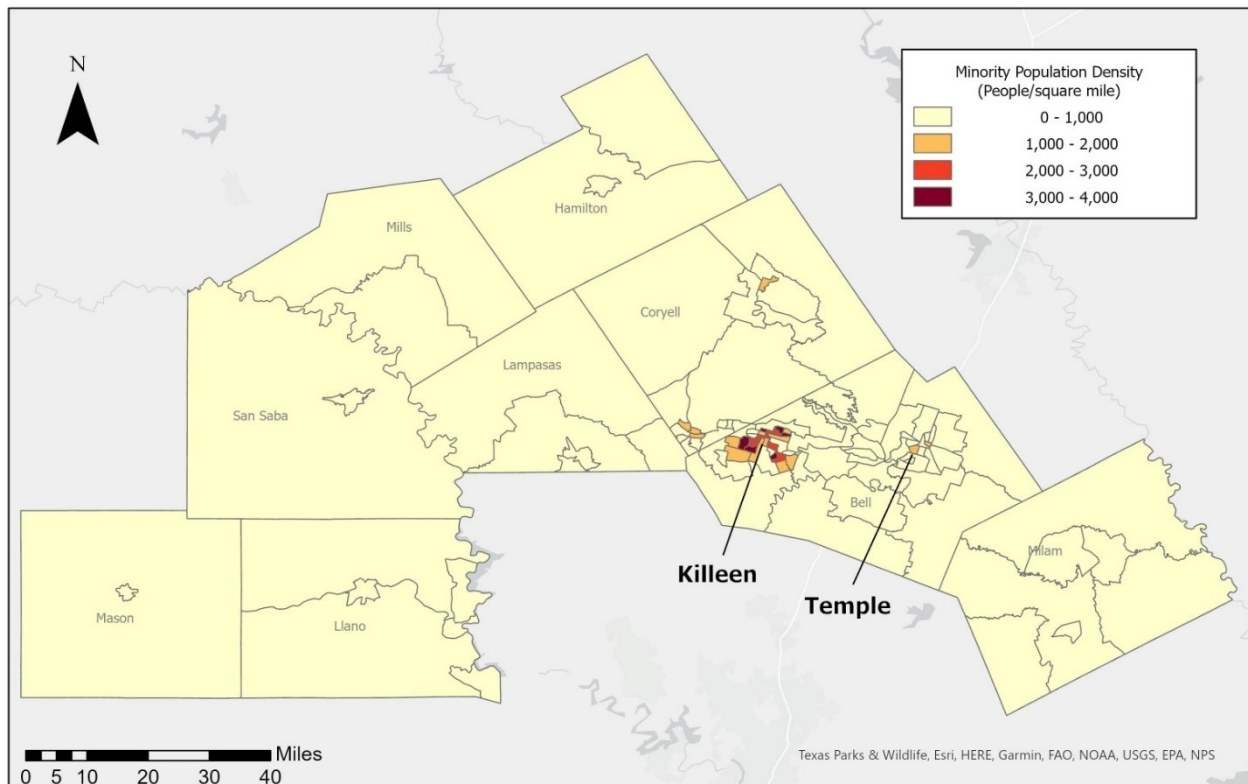 N
Minority Population Density
(People/square mile)
0 - 1,000
1,000 - 2,000
2,000 - 3,000
3,000 - 4,000
Hamilton
Mills
Coryell
Lampasas
San Saba
Bell
Milam
Killeen
Temple
Mason
Llano
Miles
0 5 10 20 30 40
Texas Parks & Wildlife, Esri, HERE, Garmin, FAO, NOAA, USGS, EPA, NPS